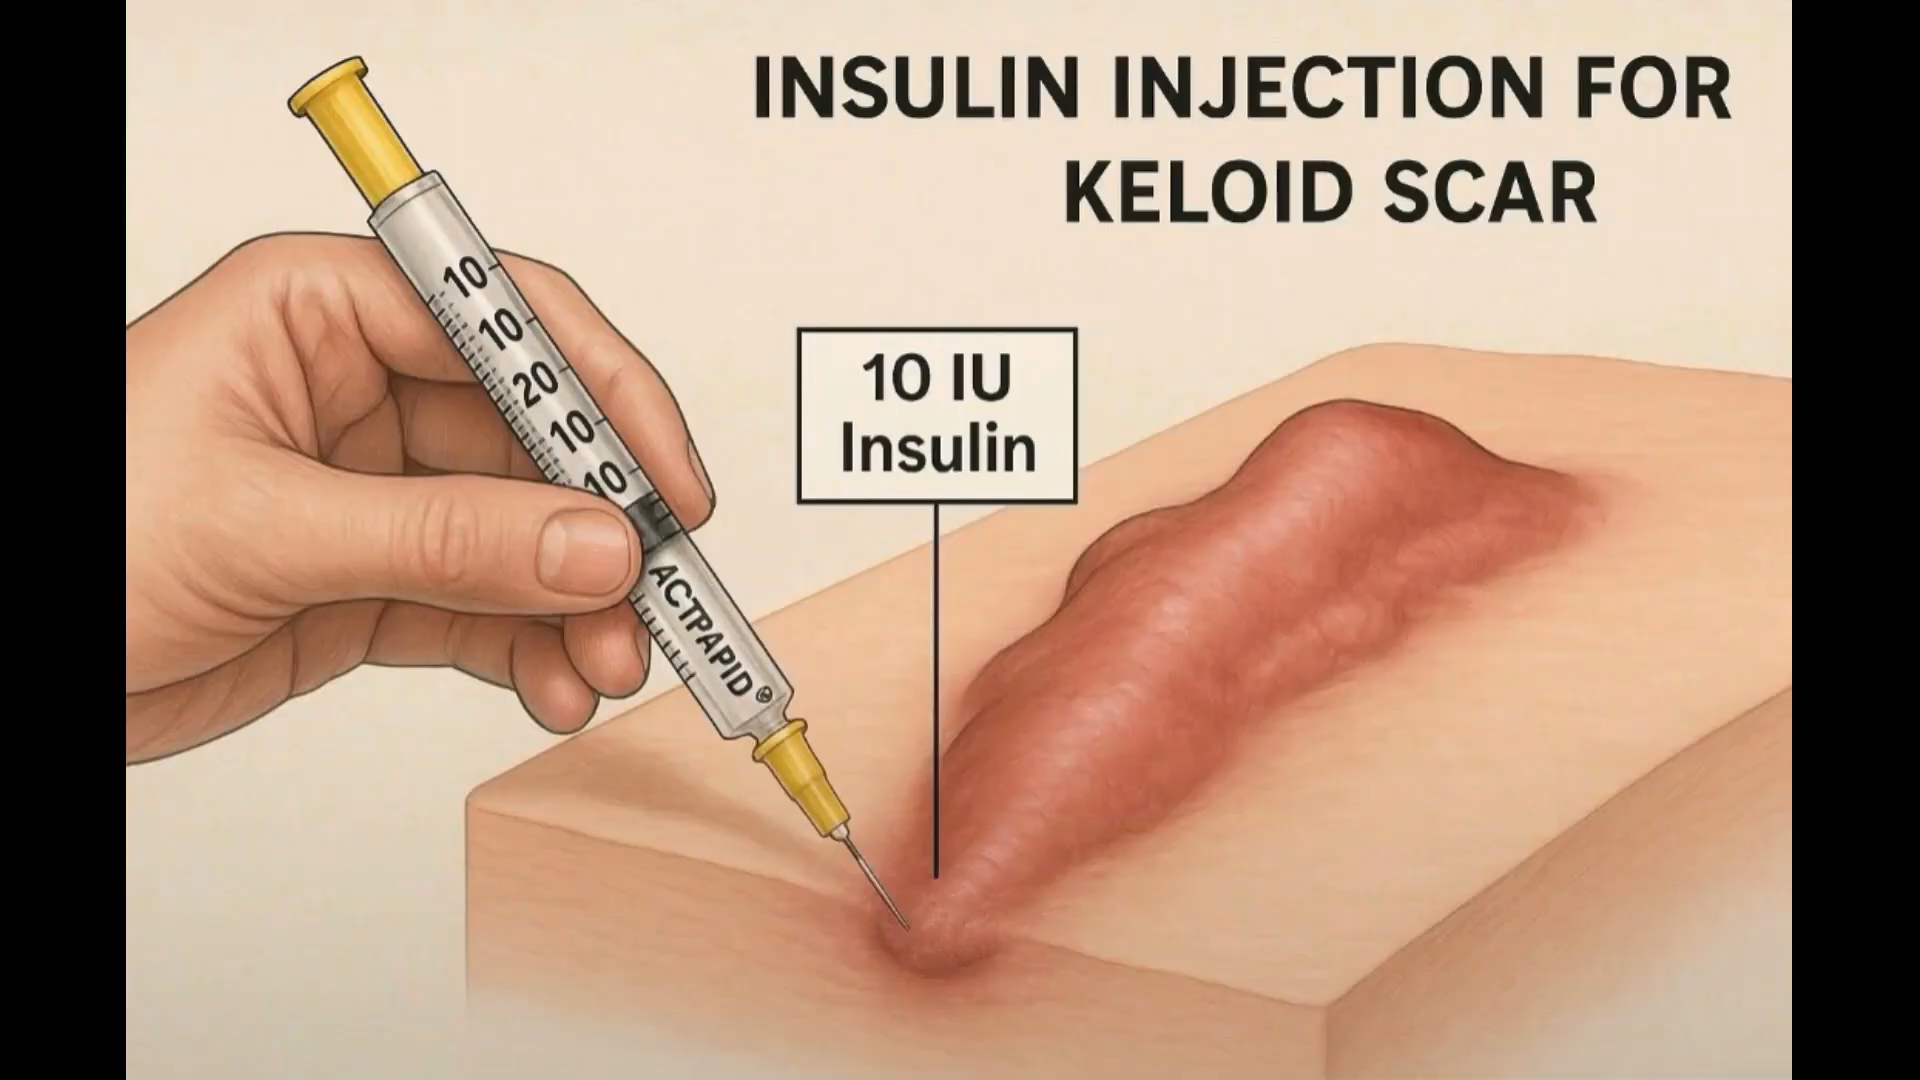 INSULIN INJECTION FOR
KELOID SCAR
10 IU
Insulin
10
10
20
10
10
ACTPAPID®